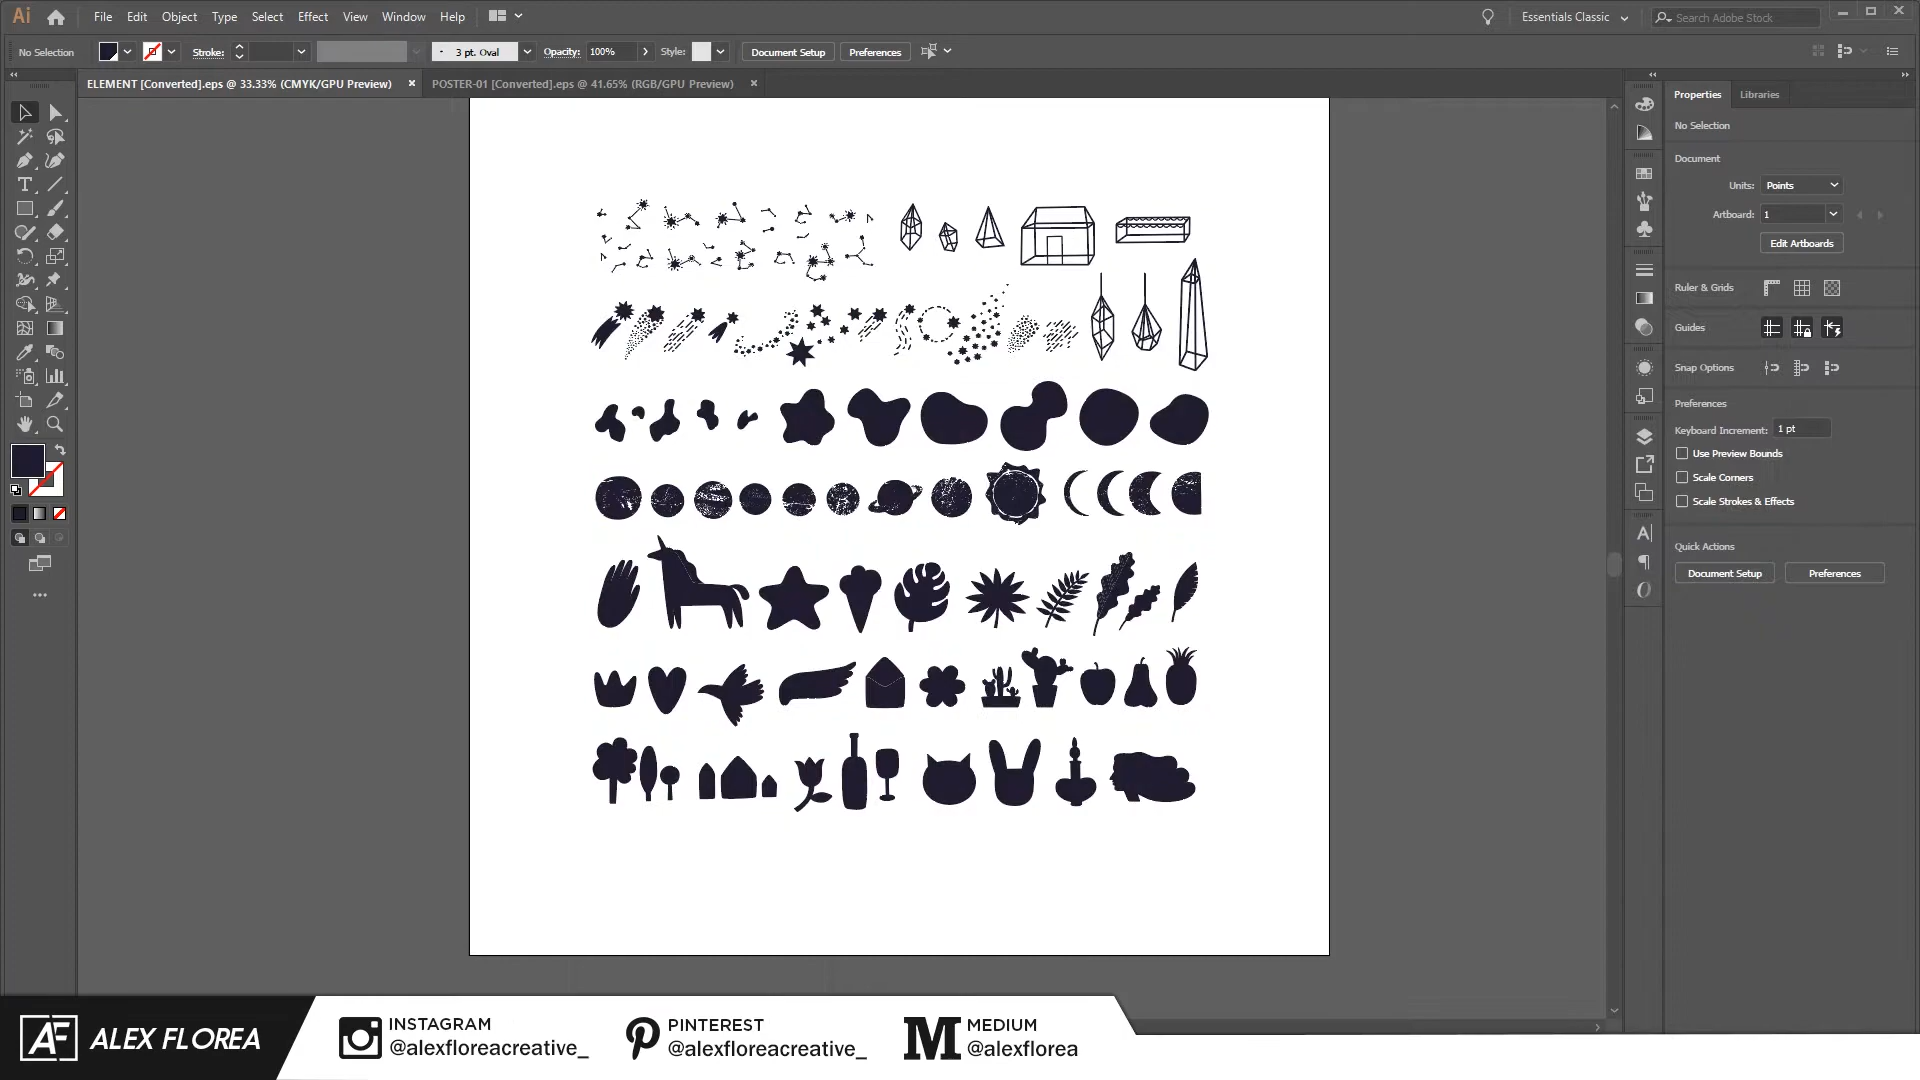 Ai File Edit Object Type Select Effect View Window Help Essentials Classic Search Adobe Stock
No Selection Stroke: 3 pt. Oval Opacity: 100% Style: Document Setup Preferences
ELEMENT [Converted].eps @ 33.33% (CMYK/GPU Preview) POSTER-01 [Converted].eps @ 41.65% (RGB/GPU Preview)
Properties Libraries
No Selection
Document
Units: Points
Artboard: 1
Edit Artboards
Ruler & Grids
Guides
Snap Options
Preferences
Keyboard Increment: 1 pt
Use Preview Bounds
Scale Corners
Scale Strokes & Effects
Quick Actions
Document Setup Preferences
AF ALEX FLOREA
INSTAGRAM
@alexfloreacreative_
PINTEREST
@alexfloreacreative_
M MEDIUM
@alexflorea